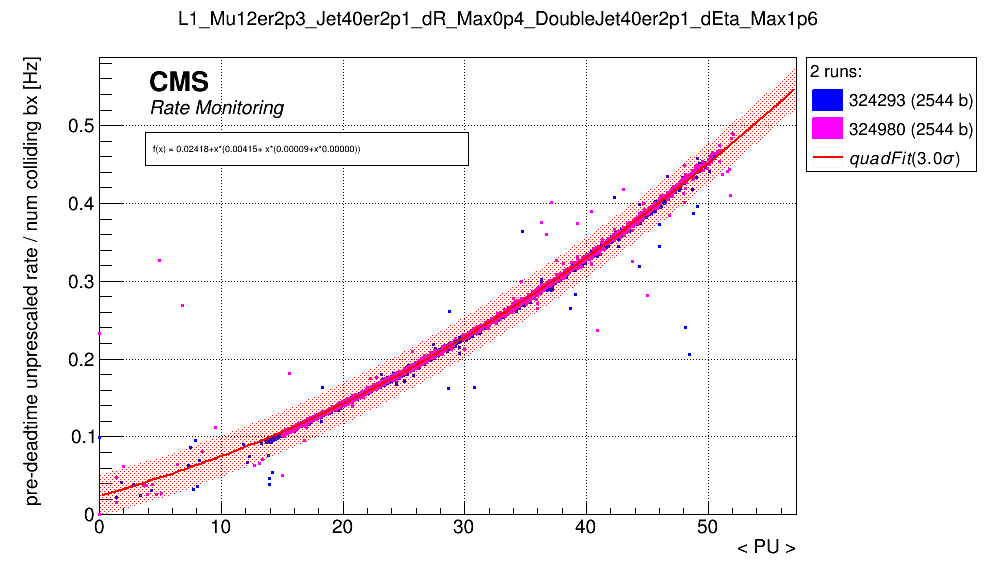 L1_Mu12er2p3_Jet40er2p1_dR_Max0p4_DoubleJet40er2p1_dEta_Max1p6
pre-deadtime unprescaled rate / num colliding bx [Hz]
CMS
Rate Monitoring
f(x) = 0.02418+x*(0.00415+ x*(0.00009+x*0.00000))
2 runs:
324293 (2544 b)
324980 (2544 b)
quadFit(3.0σ)
0.5
0.4
0.3
0.2
0.1
0
0 10 20 30 40 50
< PU >